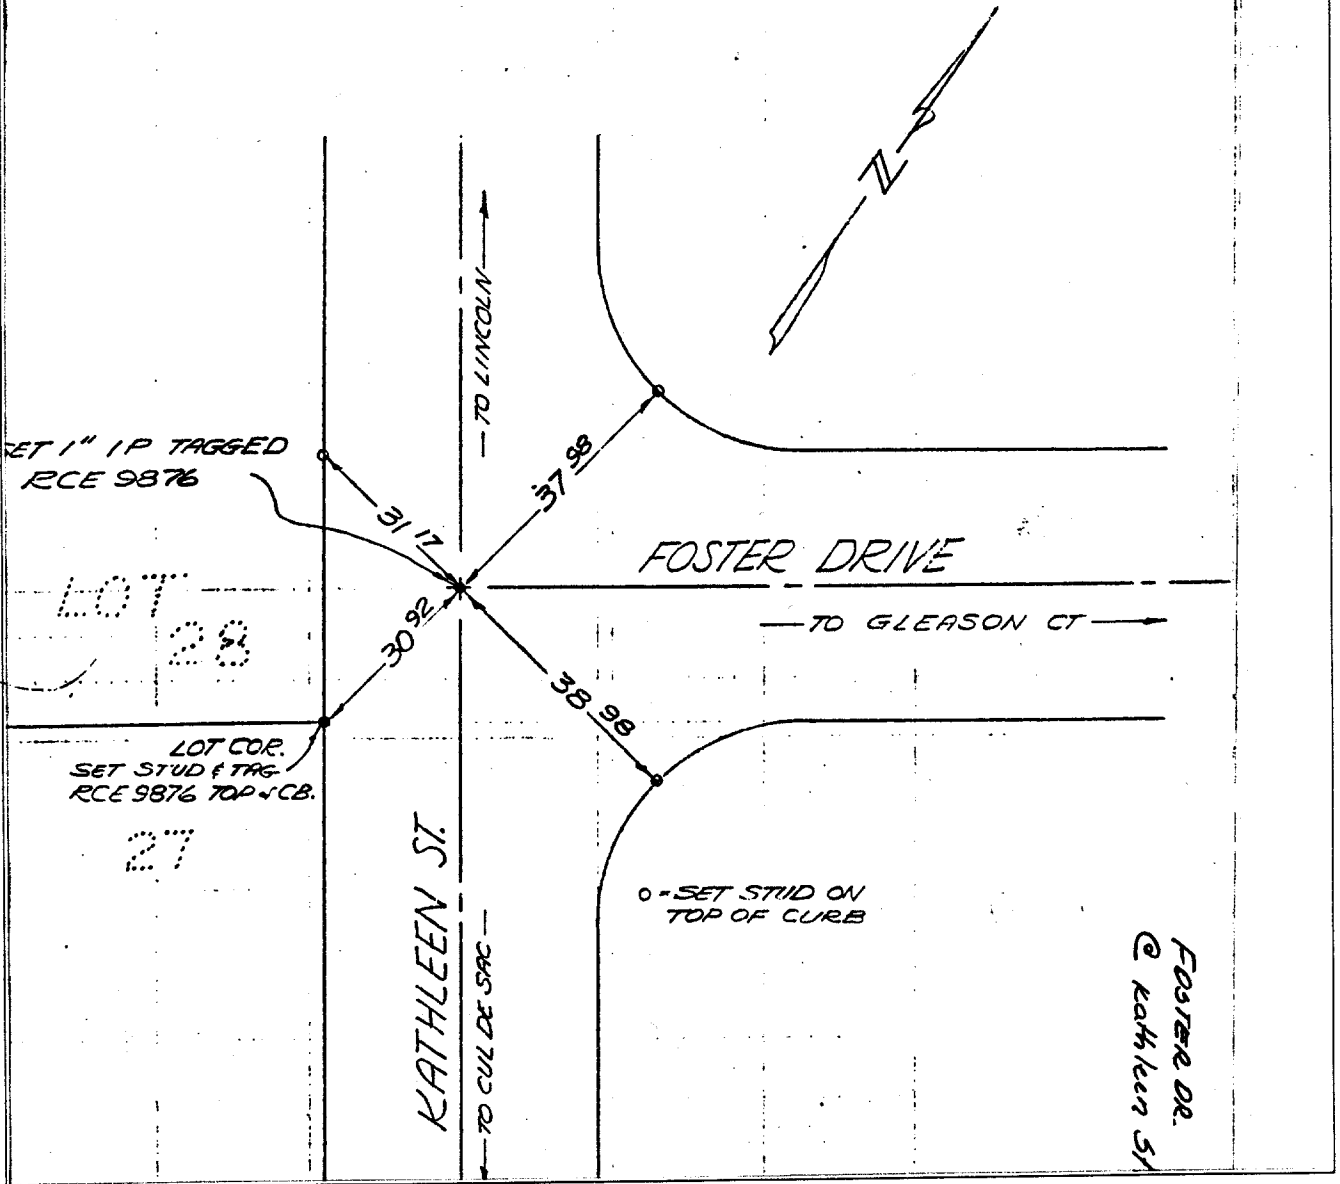 N
— TO LINCOLN →
SET 1" IP TAGGED
RCE 9876
37 98
31 17
FOSTER DRIVE
— TO GLEASON CT →
LOT
28
30 92
38 98
LOT COR.
SET STUD & TAG
RCE 9876 TOP CB.
27
KATHLEEN ST.
← TO CUL DE SAC —
o - SET STUD ON
TOP OF CURB
FOSTER DR.
@ Kathleen St